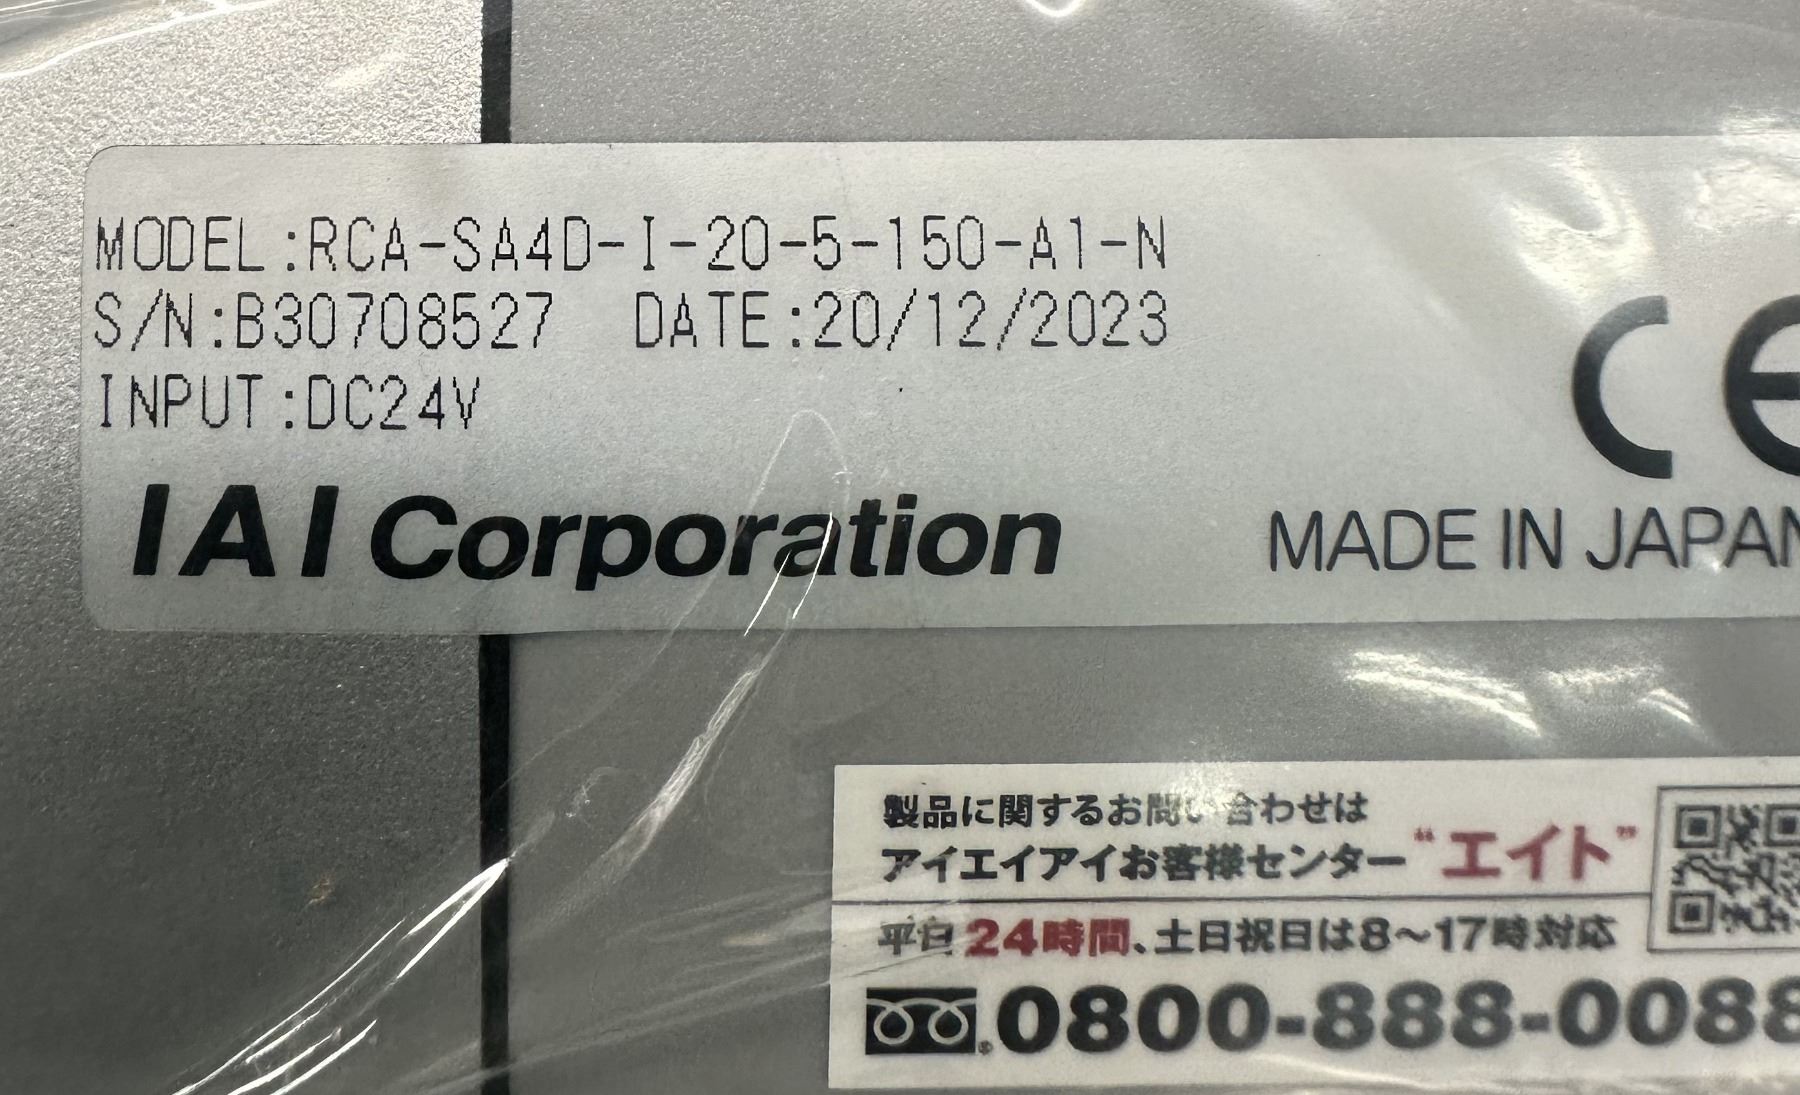 MODEL:RCA-SA4D-I-20-5-150-A1-N
S/N:B30708527 DATE:20/12/2023
INPUT:DC24V
IAI Corporation
CE
MADE IN JAPAN
製品に関するお問い合わせは
アイエイアイお客様センター“エイト”
平日24時間、土日祝日は8〜17時対応
0800-888-0088